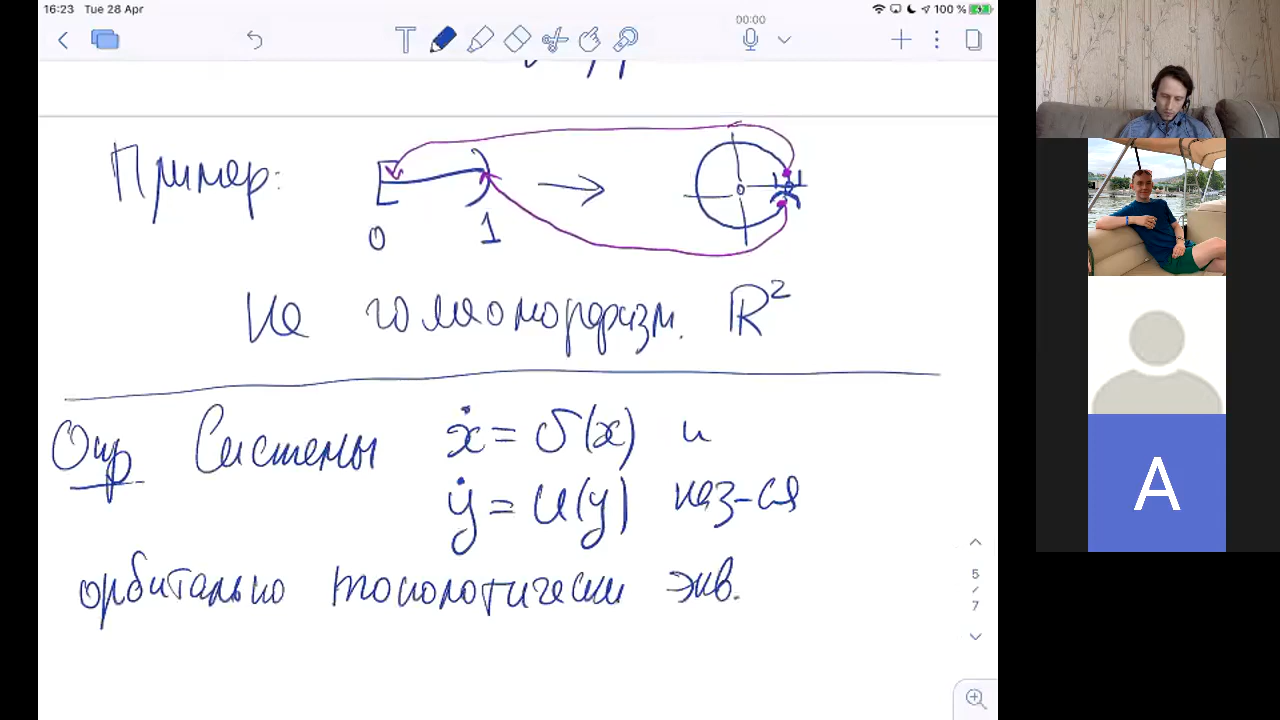 16:23 Tue 28 Apr 100 %
00:00
T
Пример:
0 1
Не гомеоморфизм. ℝ²
Опр Системы ẋ = v(x) и
ẏ = u(y) наз-ся
орбитально топологически экв.
5
/
7
A